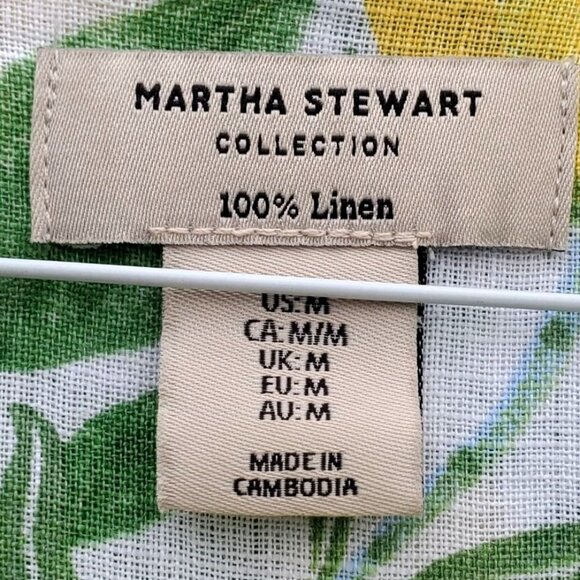 MARTHA STEWART
COLLECTION
100% Linen
US: M
CA: M/M
UK: M
EU: M
AU: M
MADE IN
CAMBODIA